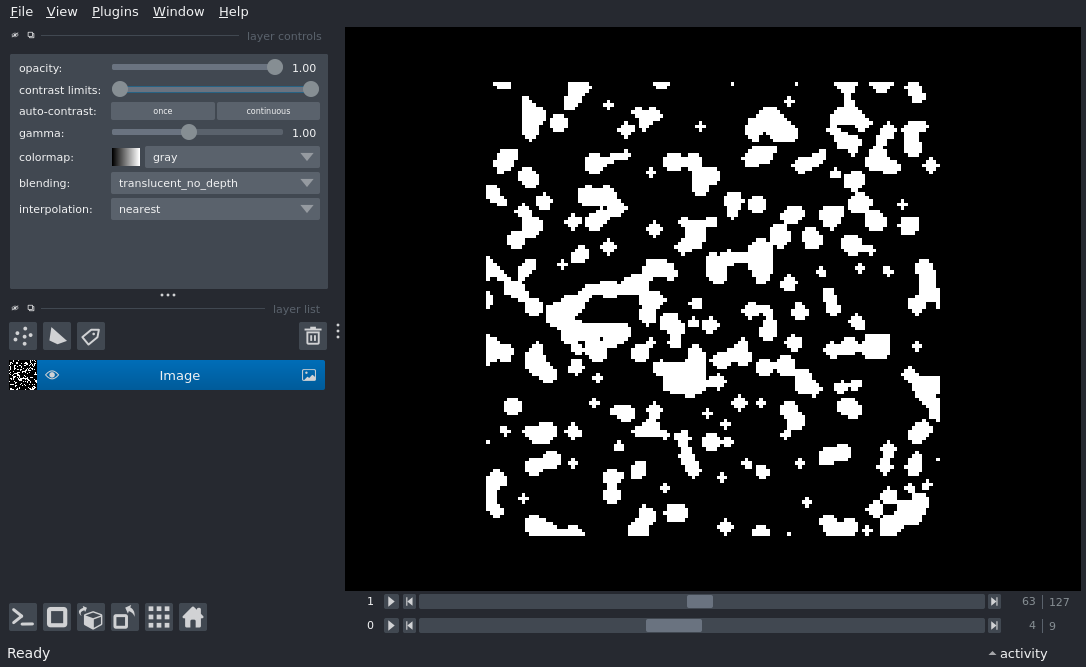 File View Plugins Window Help
layer controls
opacity: 1.00
contrast limits:
auto-contrast: once continuous
gamma: 1.00
colormap: gray
blending: translucent_no_depth
interpolation: nearest
layer list
Image
1 63 127
0 4 9
Ready activity